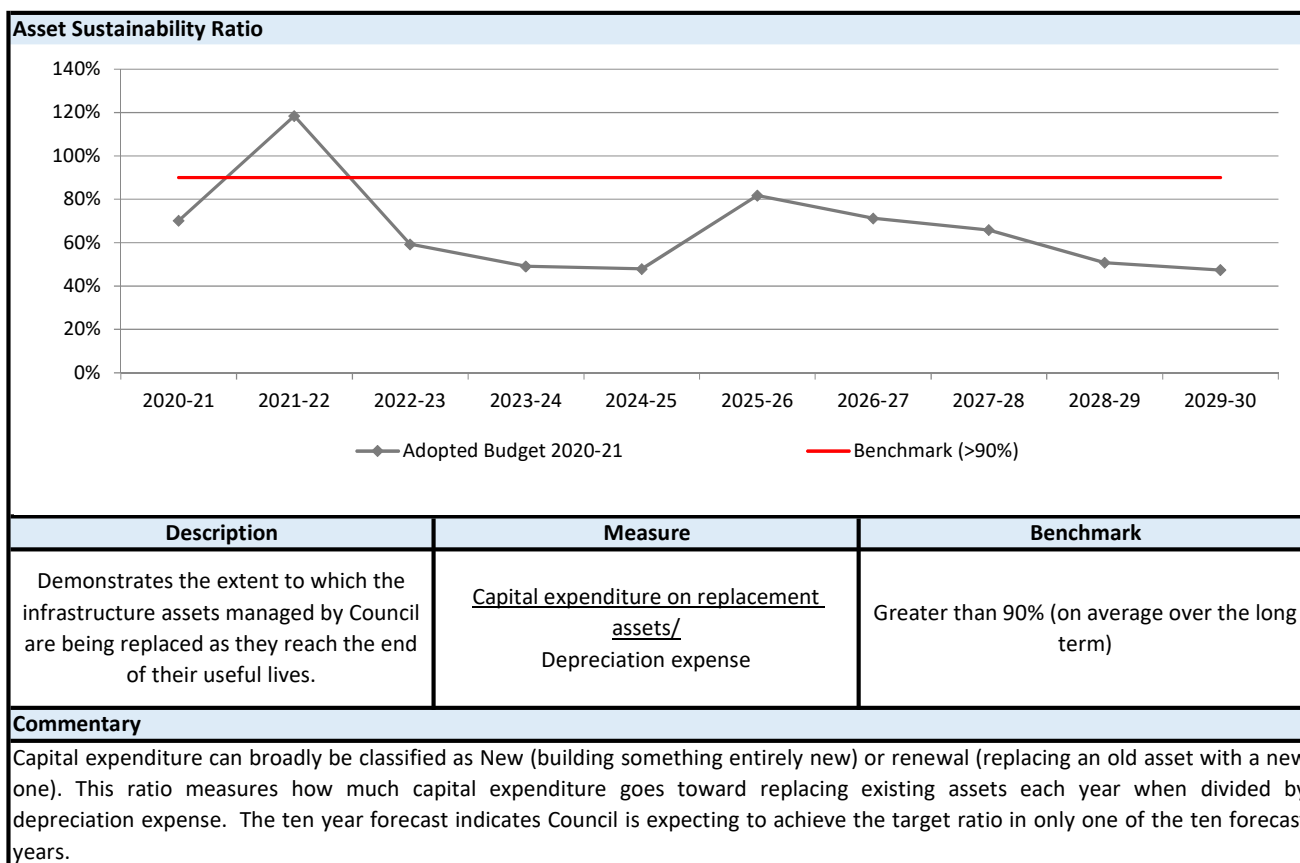 Asset Sustainability Ratio
140%
120%
100%
80%
60%
40%
20%
0%
2020-21 2021-22 2022-23 2023-24 2024-25 2025-26 2026-27 2027-28 2028-29 2029-30
Adopted Budget 2020-21 Benchmark (>90%)
Description Measure Benchmark
Demonstrates the extent to which the
infrastructure assets managed by Council
are being replaced as they reach the end
of their useful lives.
Capital expenditure on replacement
assets/
Depreciation expense
Greater than 90% (on average over the long
term)
Commentary
Capital expenditure can broadly be classified as New (building something entirely new) or renewal (replacing an old asset with a new
one). This ratio measures how much capital expenditure goes toward replacing existing assets each year when divided by
depreciation expense. The ten year forecast indicates Council is expecting to achieve the target ratio in only one of the ten forecast
years.